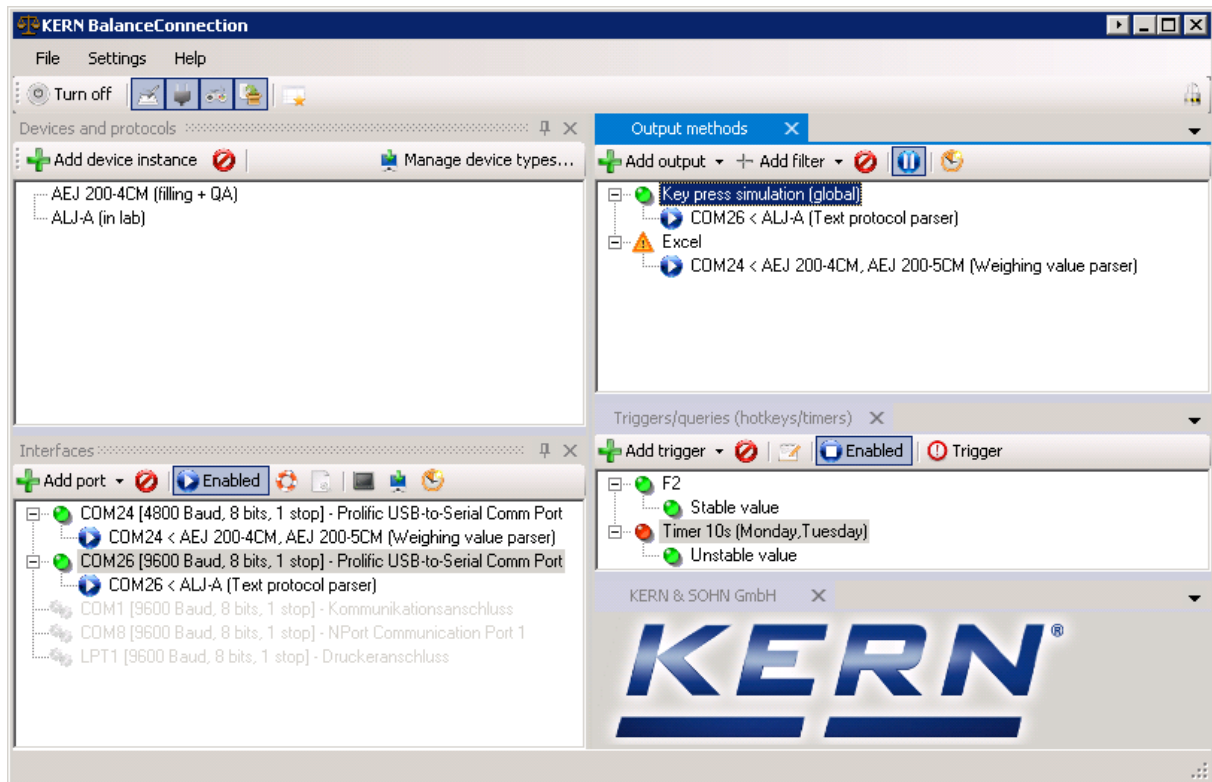 KERN BalanceConnection
File Settings Help
Turn off
Devices and protocols
Add device instance Manage device types...
AEJ 200-4CM (filling + QA)
ALJ-A (in lab)
Interfaces
Add port Enabled
COM24 [4800 Baud, 8 bits, 1 stop] - Prolific USB-to-Serial Comm Port
COM24 < AEJ 200-4CM, AEJ 200-5CM (Weighing value parser)
COM26 [9600 Baud, 8 bits, 1 stop] - Prolific USB-to-Serial Comm Port
COM26 < ALJ-A (Text protocol parser)
COM1 [9600 Baud, 8 bits, 1 stop] - Kommunikationsanschluss
COM8 [9600 Baud, 8 bits, 1 stop] - NPort Communication Port 1
LPT1 [9600 Baud, 8 bits, 1 stop] - Druckeranschluss
Output methods
Add output Add filter
Key press simulation (global)
COM26 < ALJ-A (Text protocol parser)
Excel
COM24 < AEJ 200-4CM, AEJ 200-5CM (Weighing value parser)
Triggers/queries (hotkeys/timers)
Add trigger Enabled Trigger
F2
Stable value
Timer 10s (Monday,Tuesday)
Unstable value
KERN & SOHN GmbH
KERN®